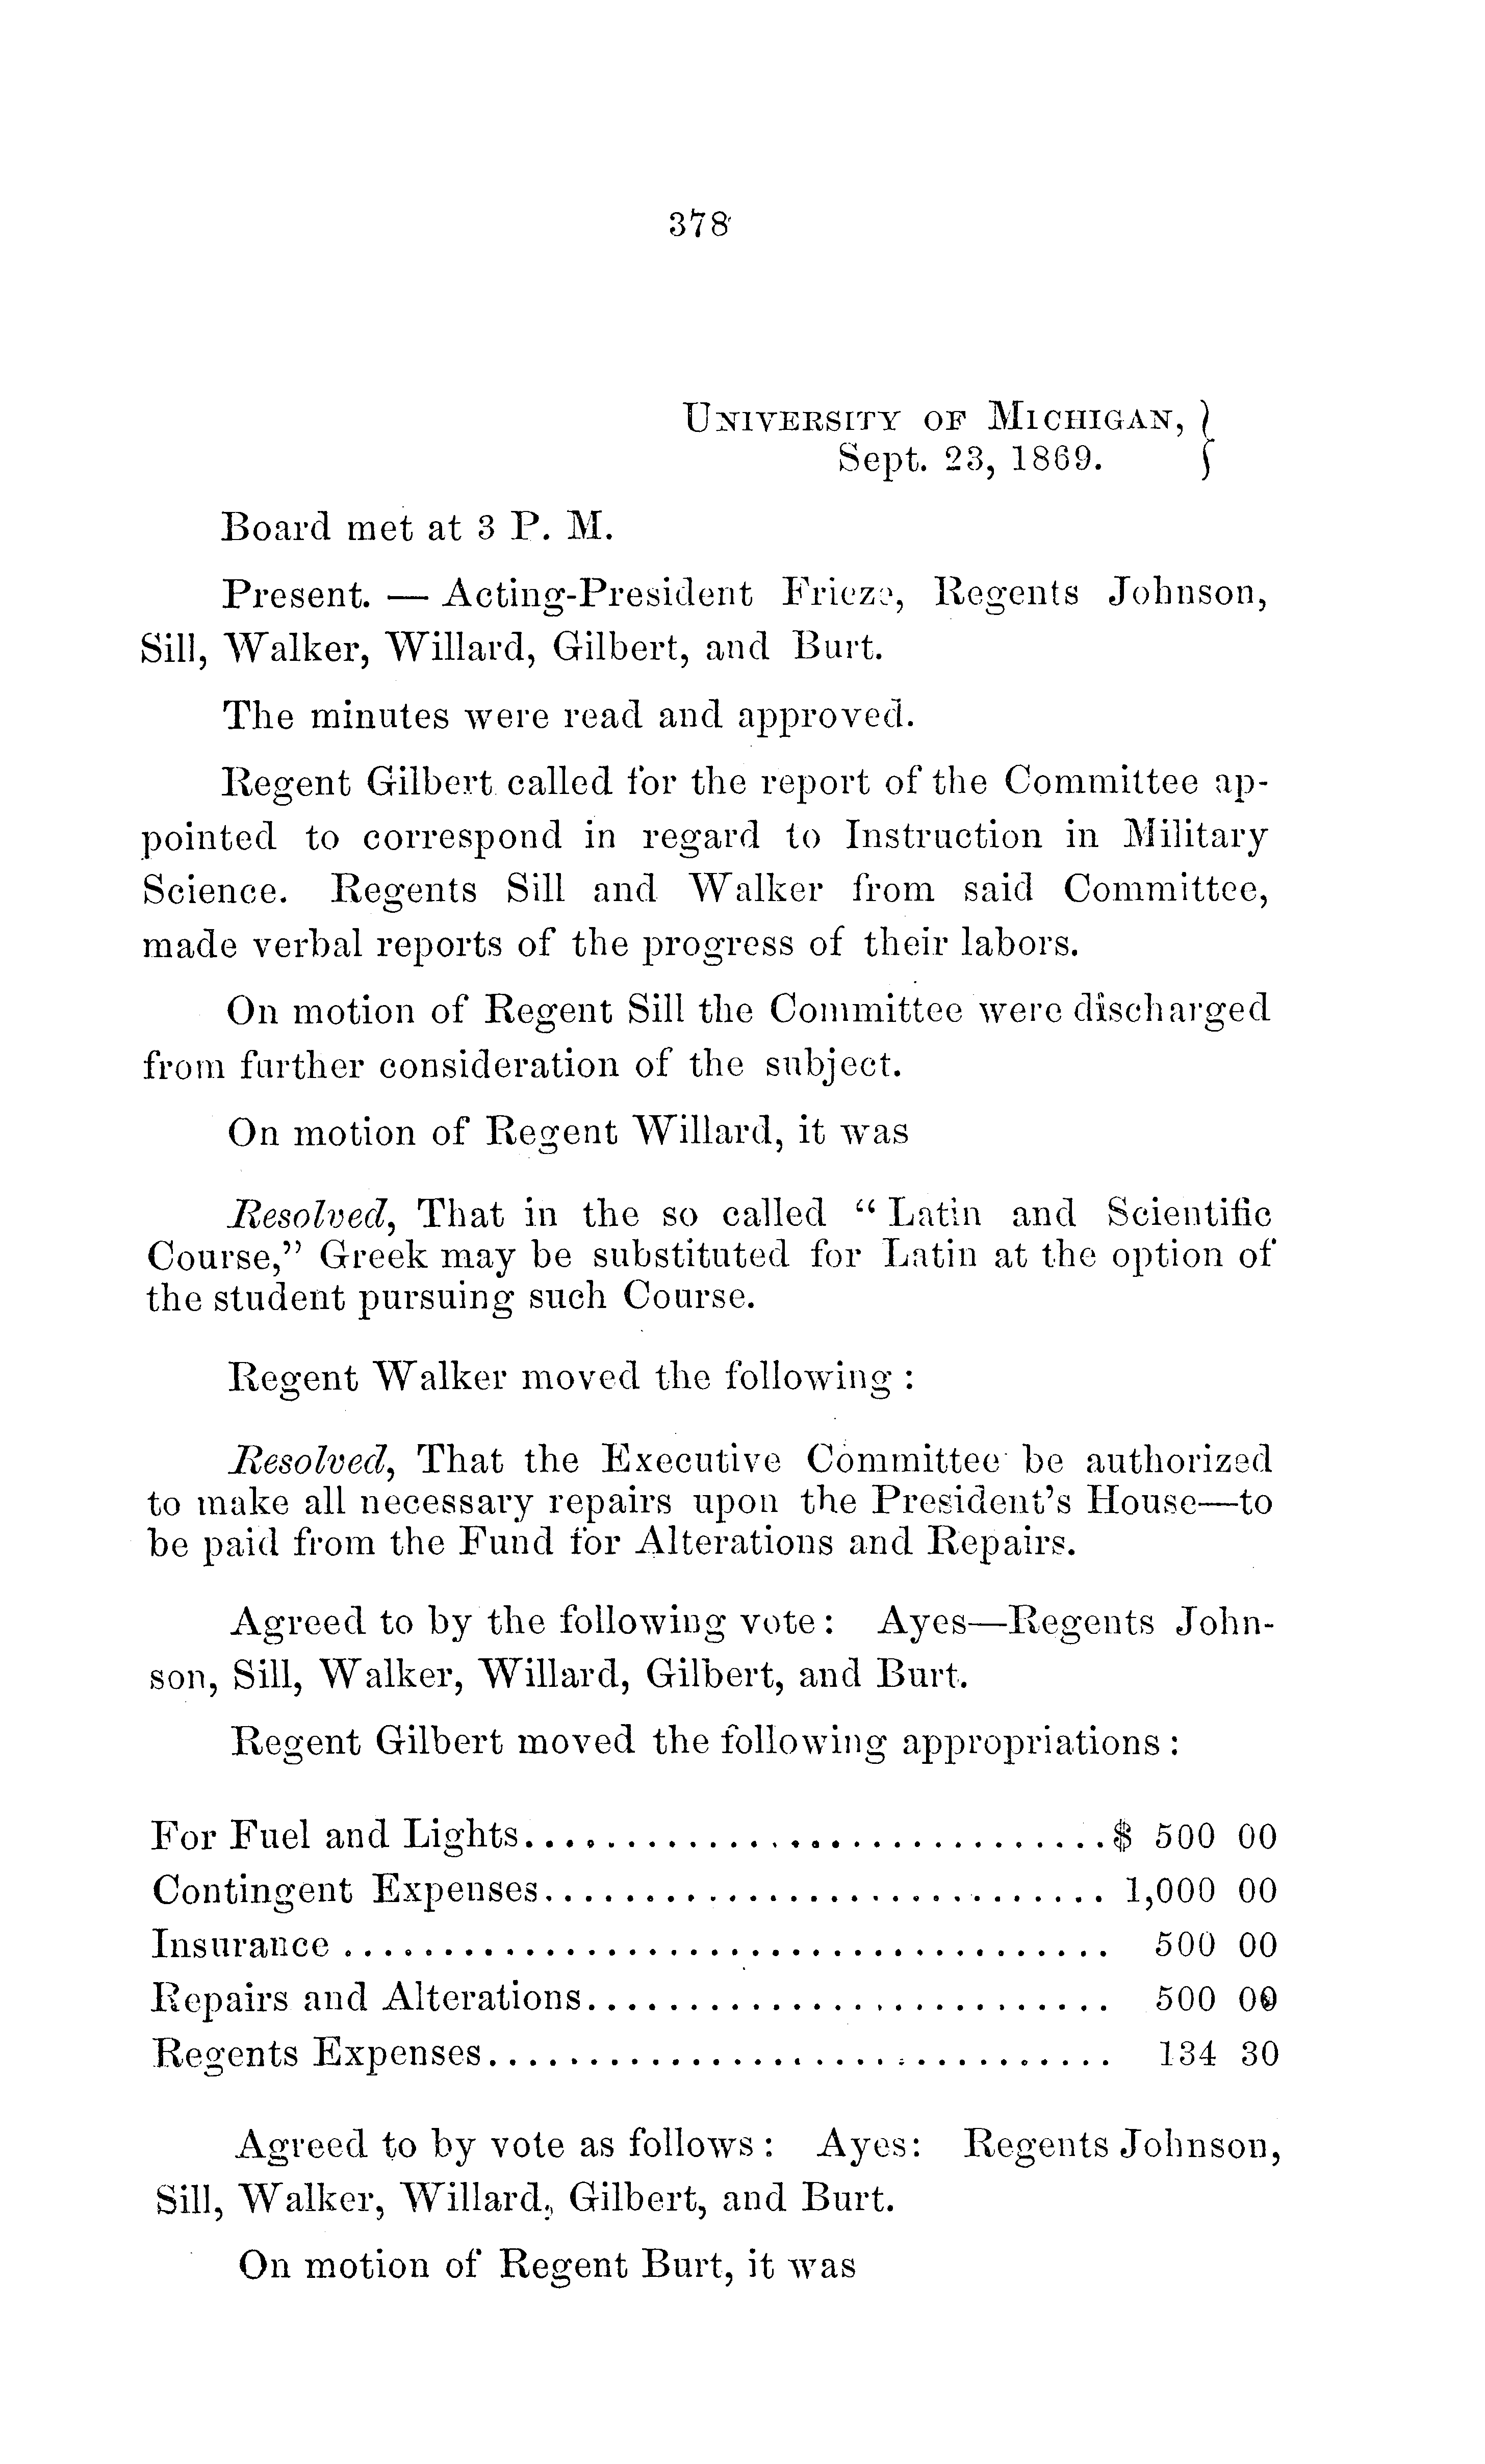 378
UNIVERSITY OF MICHIGAN,
Sept. 23, 1869.
Board met at 3 P. M.
Present. — Acting-President Frieze, Regents Johnson,
Sill, Walker, Willard, Gilbert, and Burt.
The minutes were read and approved.
Regent Gilbert called for the report of the Committee ap-
pointed to correspond in regard to Instruction in Military
Science. Regents Sill and Walker from said Committee,
made verbal reports of the progress of their labors.
On motion of Regent Sill the Committee were discharged
from further consideration of the subject.
On motion of Regent Willard, it was
Resolved, That in the so called “ Latin and Scientific
Course,” Greek may be substituted for Latin at the option of
the student pursuing such Course.
Regent Walker moved the following :
Resolved, That the Executive Committee be authorized
to make all necessary repairs upon the President's House—to
be paid from the Fund for Alterations and Repairs.
Agreed to by the following vote: Ayes—Regents John-
son, Sill, Walker, Willard, Gilbert, and Burt.
Regent Gilbert moved the following appropriations :
For Fuel and Lights.............................$ 500 00
Contingent Expenses............................ 1,000 00
Insurance ...................................... 500 00
Repairs and Alterations.......................... 500 00
Regents Expenses............................... 134 30
Agreed to by vote as follows : Ayes: Regents Johnson,
Sill, Walker, Willard, Gilbert, and Burt.
On motion of Regent Burt, it was